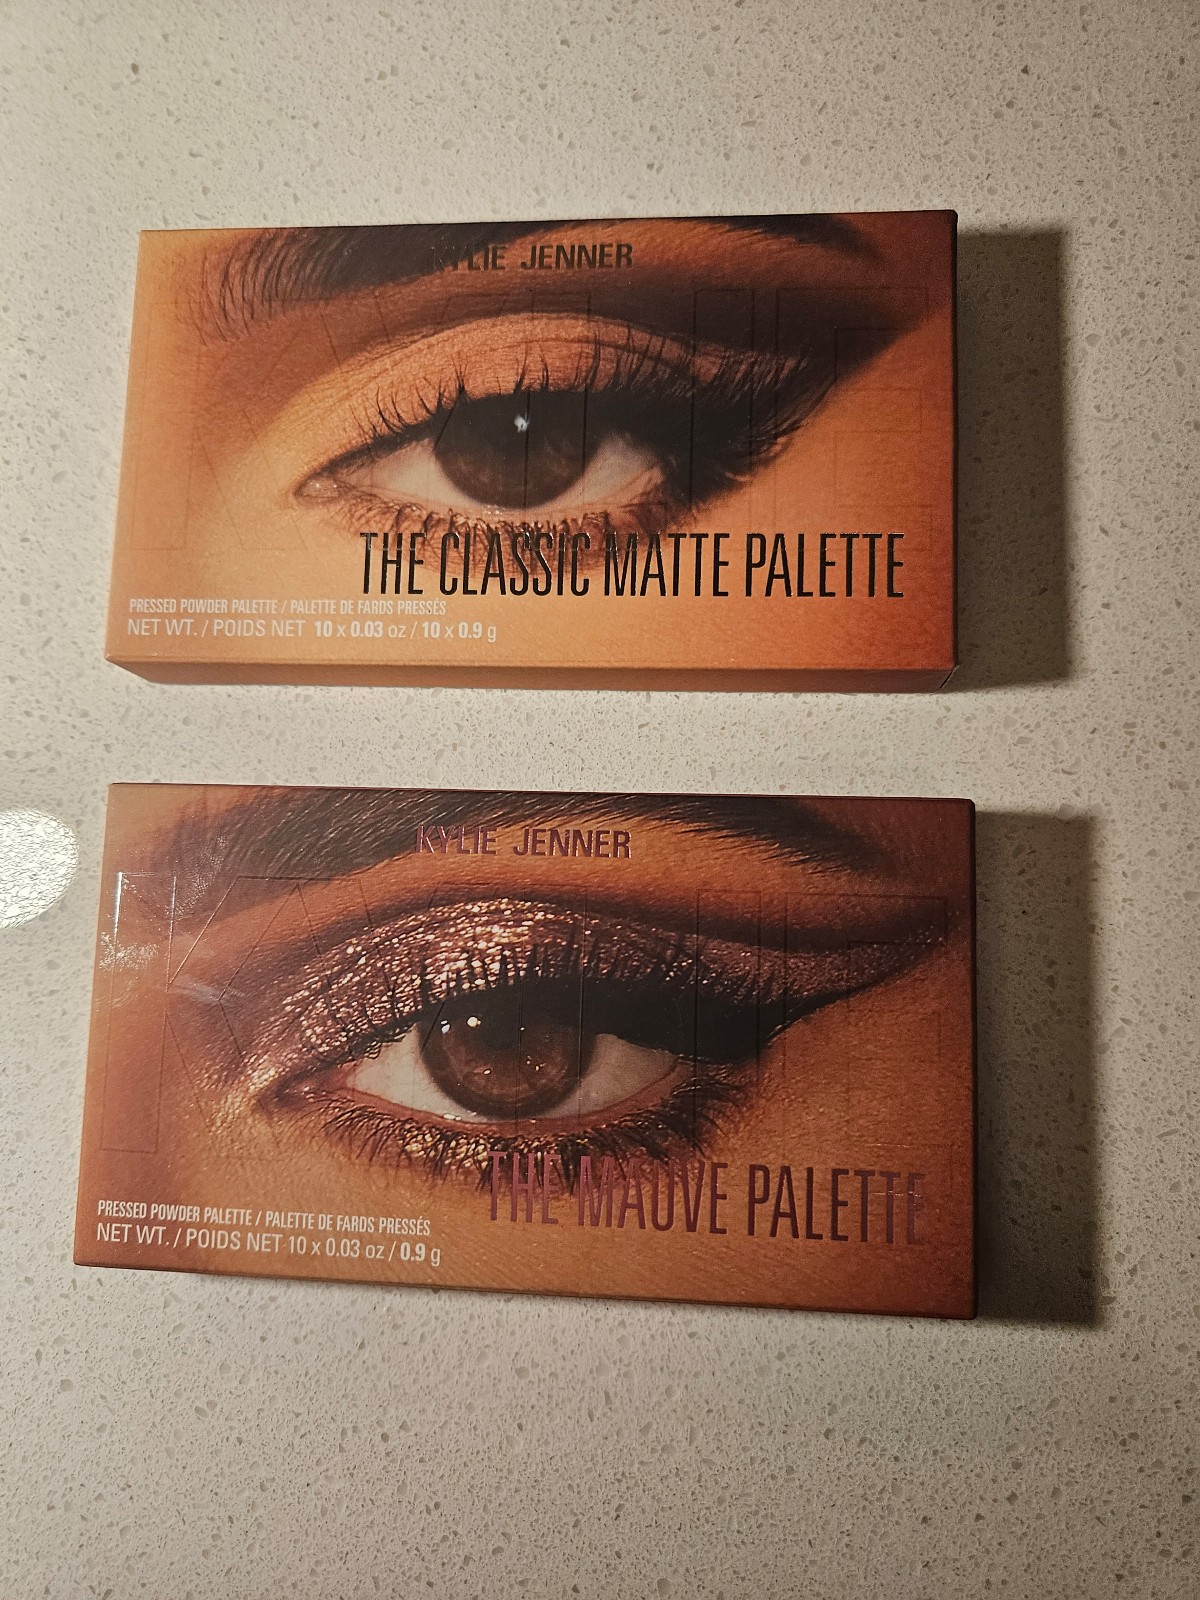 KYLIE JENNER
KYLIE
THE CLASSIC MATTE PALETTE
PRESSED POWDER PALETTE / PALETTE DE FARDS PRESSÉS
NET WT. / POIDS NET 10 x 0.03 oz / 10 x 0.9 g
KYLIE JENNER
KYLIE
THE MAUVE PALETTE
PRESSED POWDER PALETTE / PALETTE DE FARDS PRESSÉS
NET WT. / POIDS NET 10 x 0.03 oz / 0.9 g